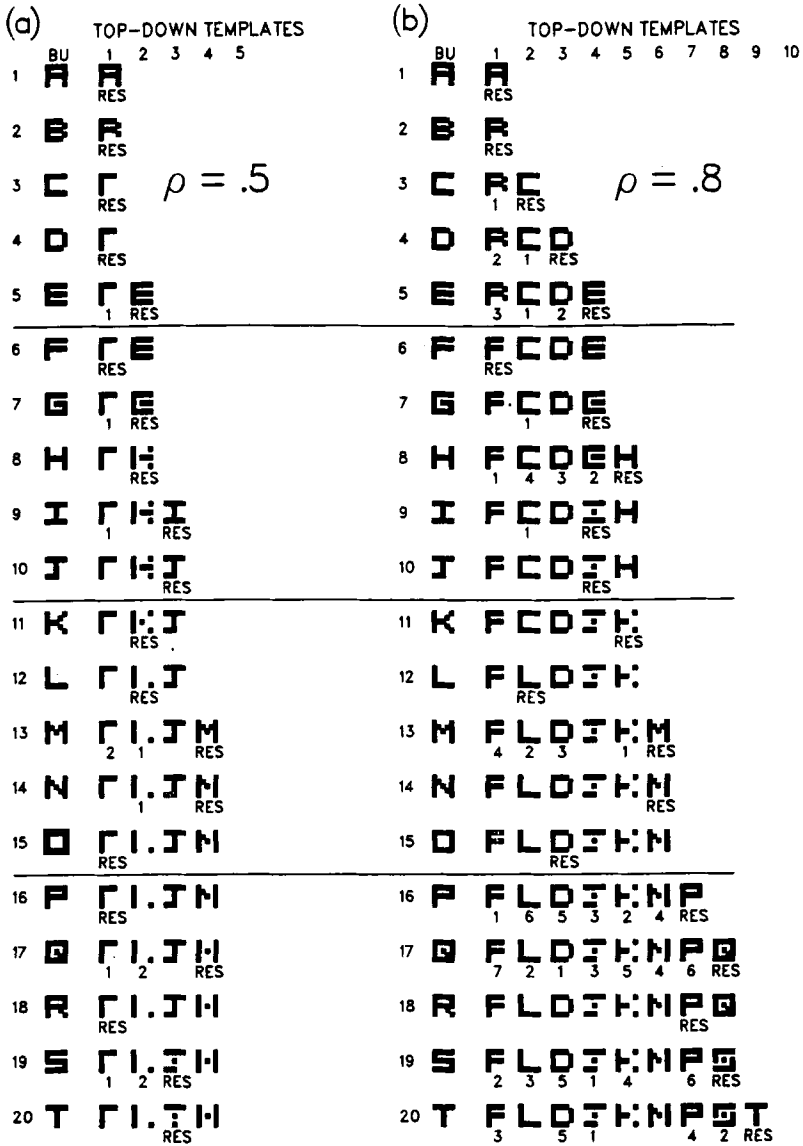 (a)
TOP-DOWN TEMPLATES
BU 1 2 3 4 5
1 A A
RES
2 B R
RES
3 C Γ
RES
4 D Γ
RES
5 E Γ E
1 RES
6 F Γ E
RES
7 G Γ
1 RES
8 H Γ
RES
9 I Γ I
1 RES
10 J Γ J
RES
11 K Γ J
RES
12 L Γ J
RES
13 M Γ J M
2 1 RES
14 N Γ J
1 RES
15 O Γ J
RES
16 P Γ J
RES
17 Q Γ J
1 2 RES
18 R Γ J
RES
19 S Γ
1 2 RES
20 T Γ
RES
ρ = .5
(b)
TOP-DOWN TEMPLATES
BU 1 2 3 4 5 6 7 8 9 10
1 A A
RES
2 B R
RES
3 C R C
1 RES
4 D R C D
2 1 RES
5 E R C D E
3 1 2 RES
6 F F C D E
RES
7 G F C D
1 RES
8 H F C D H
1 4 3 2 RES
9 I F C D H
1 RES
10 J F C D H
RES
11 K F C D
RES
12 L F L D
RES
13 M F L D M
4 2 3 1 RES
14 N F L D
RES
15 O F L D
RES
16 P F L D P
1 6 5 3 2 4 RES
17 Q F L D P Q
7 2 1 3 5 4 6 RES
18 R F L D P Q
RES
19 S F L D P
2 3 5 1 4 6 RES
20 T F L D P T
3 5 1 4 2 RES
ρ = .8